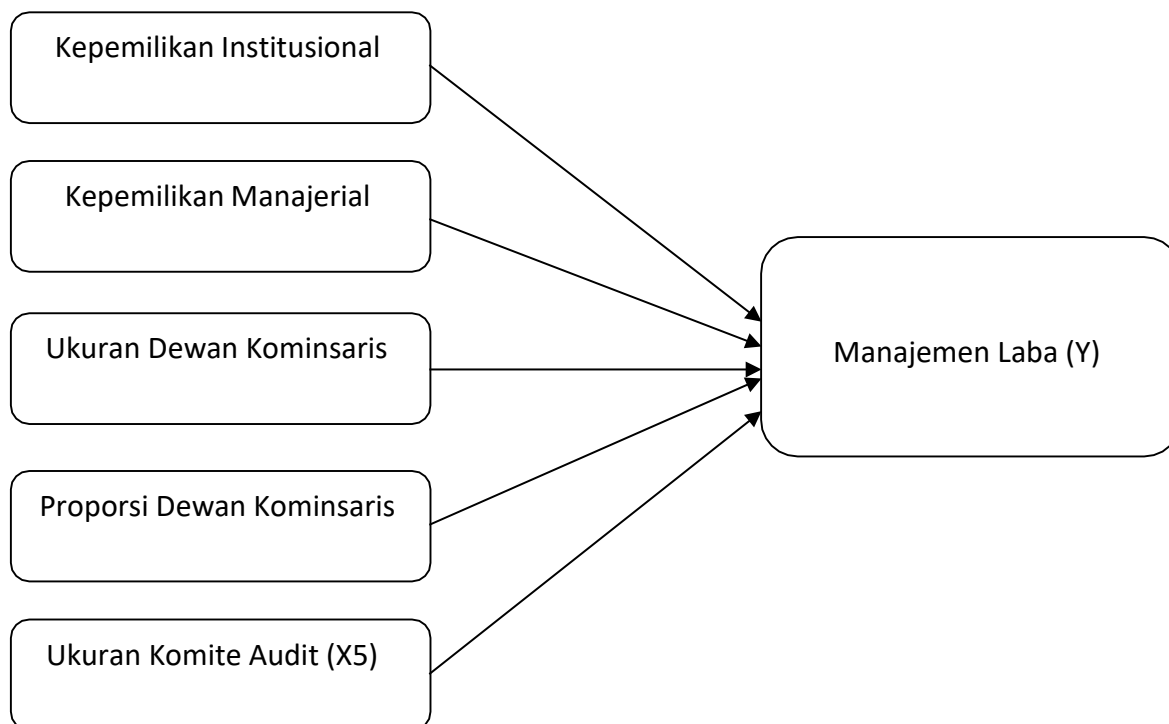 Kepemilikan Institusional
Kepemilikan Manajerial
Ukuran Dewan Kominsaris
Manajemen Laba (Y)
Proporsi Dewan Kominsaris
Ukuran Komite Audit (X5)